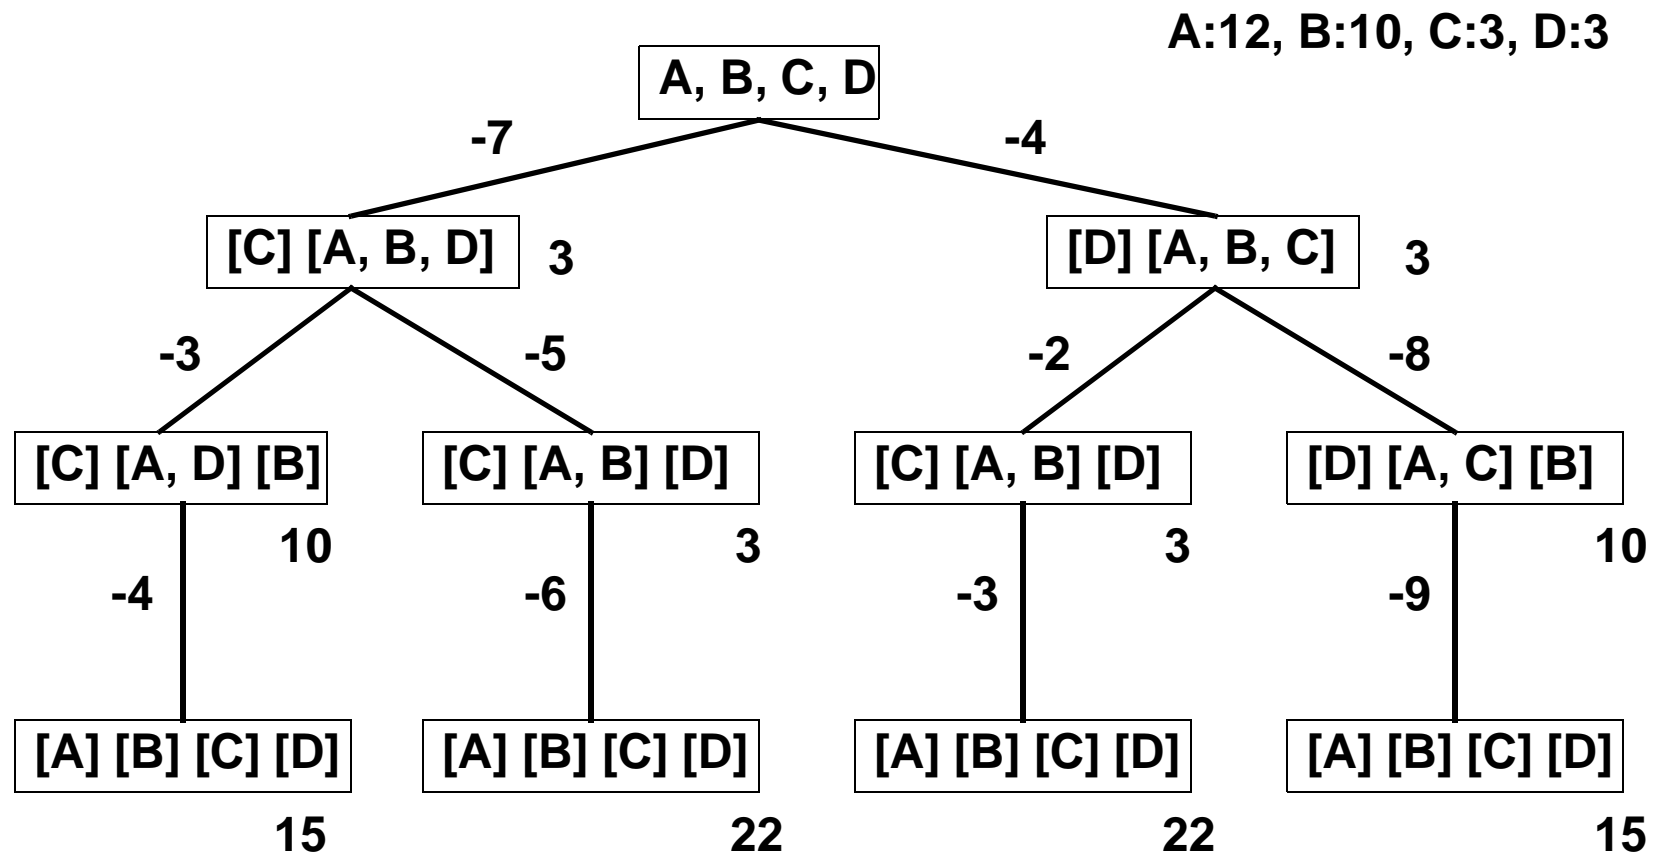 A:12, B:10, C:3, D:3
A, B, C, D
-7 -4
[C] [A, B, D] 3 [D] [A, B, C] 3
-3 -5 -2 -8
[C] [A, D] [B] [C] [A, B] [D] [C] [A, B] [D] [D] [A, C] [B]
10 3 3 10
-4 -6 -3 -9
[A] [B] [C] [D] [A] [B] [C] [D] [A] [B] [C] [D] [A] [B] [C] [D]
15 22 22 15